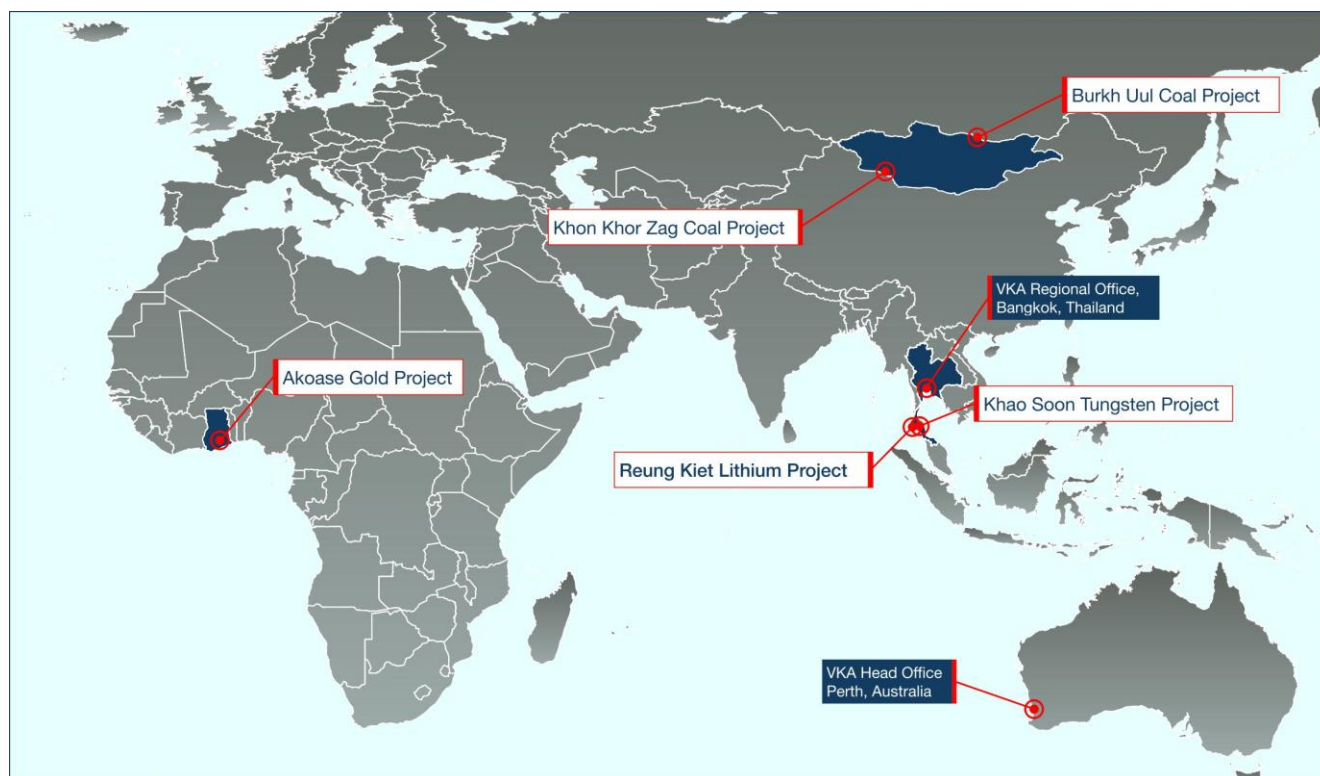 Burkh Uul Coal Project
Khon Khor Zag Coal Project
VKA Regional Office,
Bangkok, Thailand
Akoase Gold Project
Khao Soon Tungsten Project
Reung Kiet Lithium Project
VKA Head Office
Perth, Australia